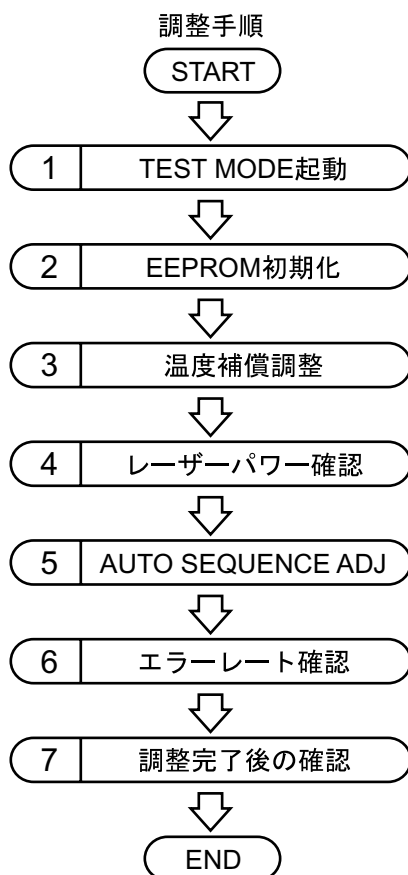 調整手順
START
1 TEST MODE起動
2 EEPROM初期化
3 温度補償調整
4 レーザーパワー確認
5 AUTO SEQUENCE ADJ
6 エラーレート確認
7 調整完了後の確認
END